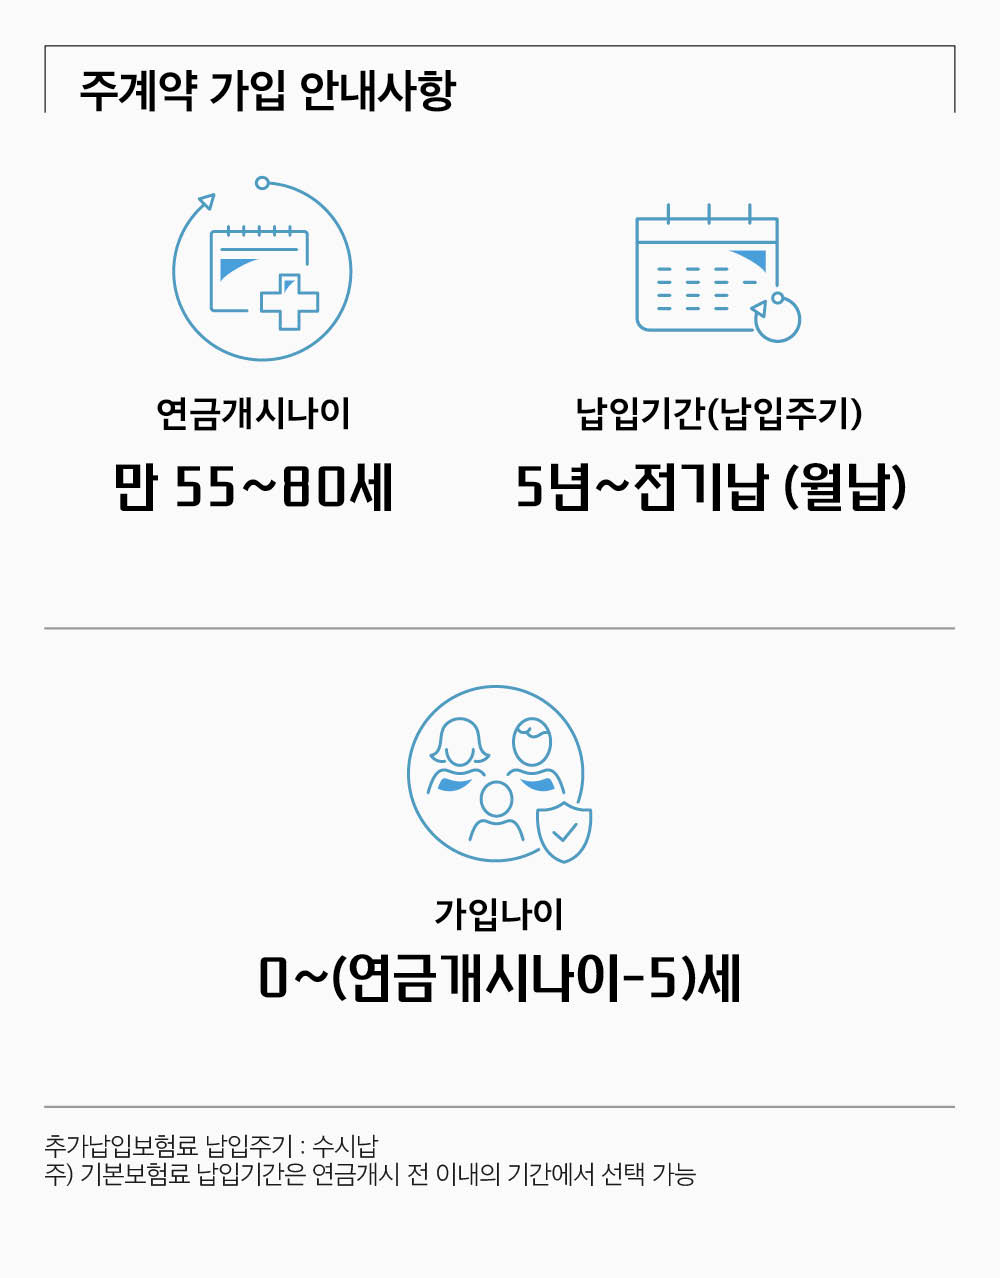 주계약 가입 안내사항
연금개시나이
만 55~80세
납입기간(납입주기)
5년~전기납 (월납)
가입나이
0~(연금개시나이-5)세
추가납입보험료 납입주기 : 수시납
주) 기본보험료 납입기간은 연금개시 전 이내의 기간에서 선택 가능